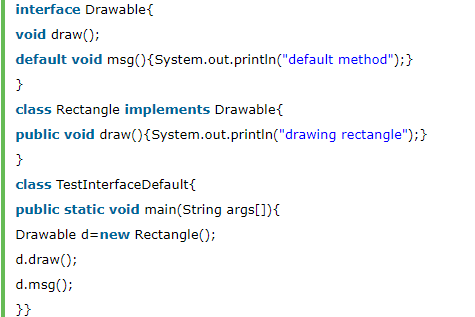 interface Drawable{
void draw();
default void msg(){System.out.println("default method");}
}
class Rectangle implements Drawable{
public void draw(){System.out.println("drawing rectangle");}
}
class TestInterfaceDefault{
public static void main(String args[]){
Drawable d=new Rectangle();
d.draw();
d.msg();
}}